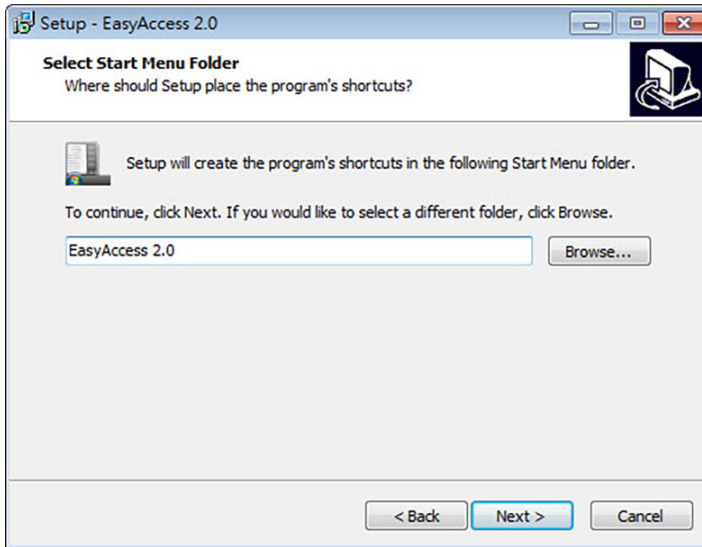 Setup - EasyAccess 2.0
Select Start Menu Folder
Where should Setup place the program's shortcuts?
Setup will create the program's shortcuts in the following Start Menu folder.
To continue, click Next. If you would like to select a different folder, click Browse.
EasyAccess 2.0
Browse...
< Back
Next >
Cancel